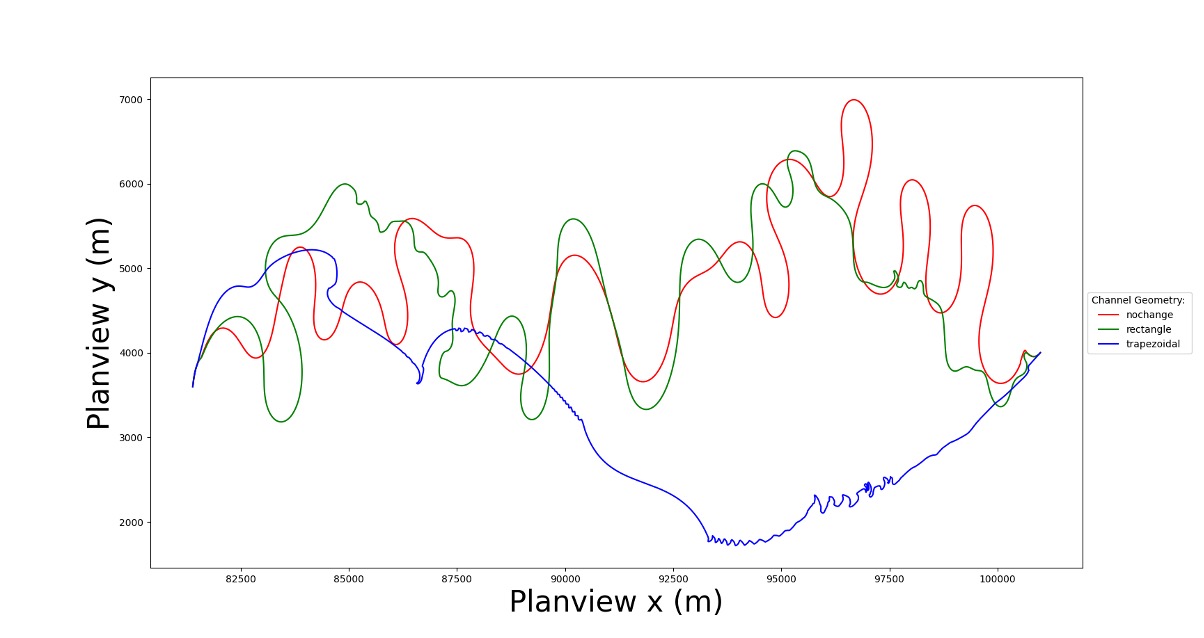 7000
6000
5000
4000
3000
2000
Planview y (m)
82500 85000 87500 90000 92500 95000 97500 100000
Planview x (m)
Channel Geometry:
nochange
rectangle
trapezoidal